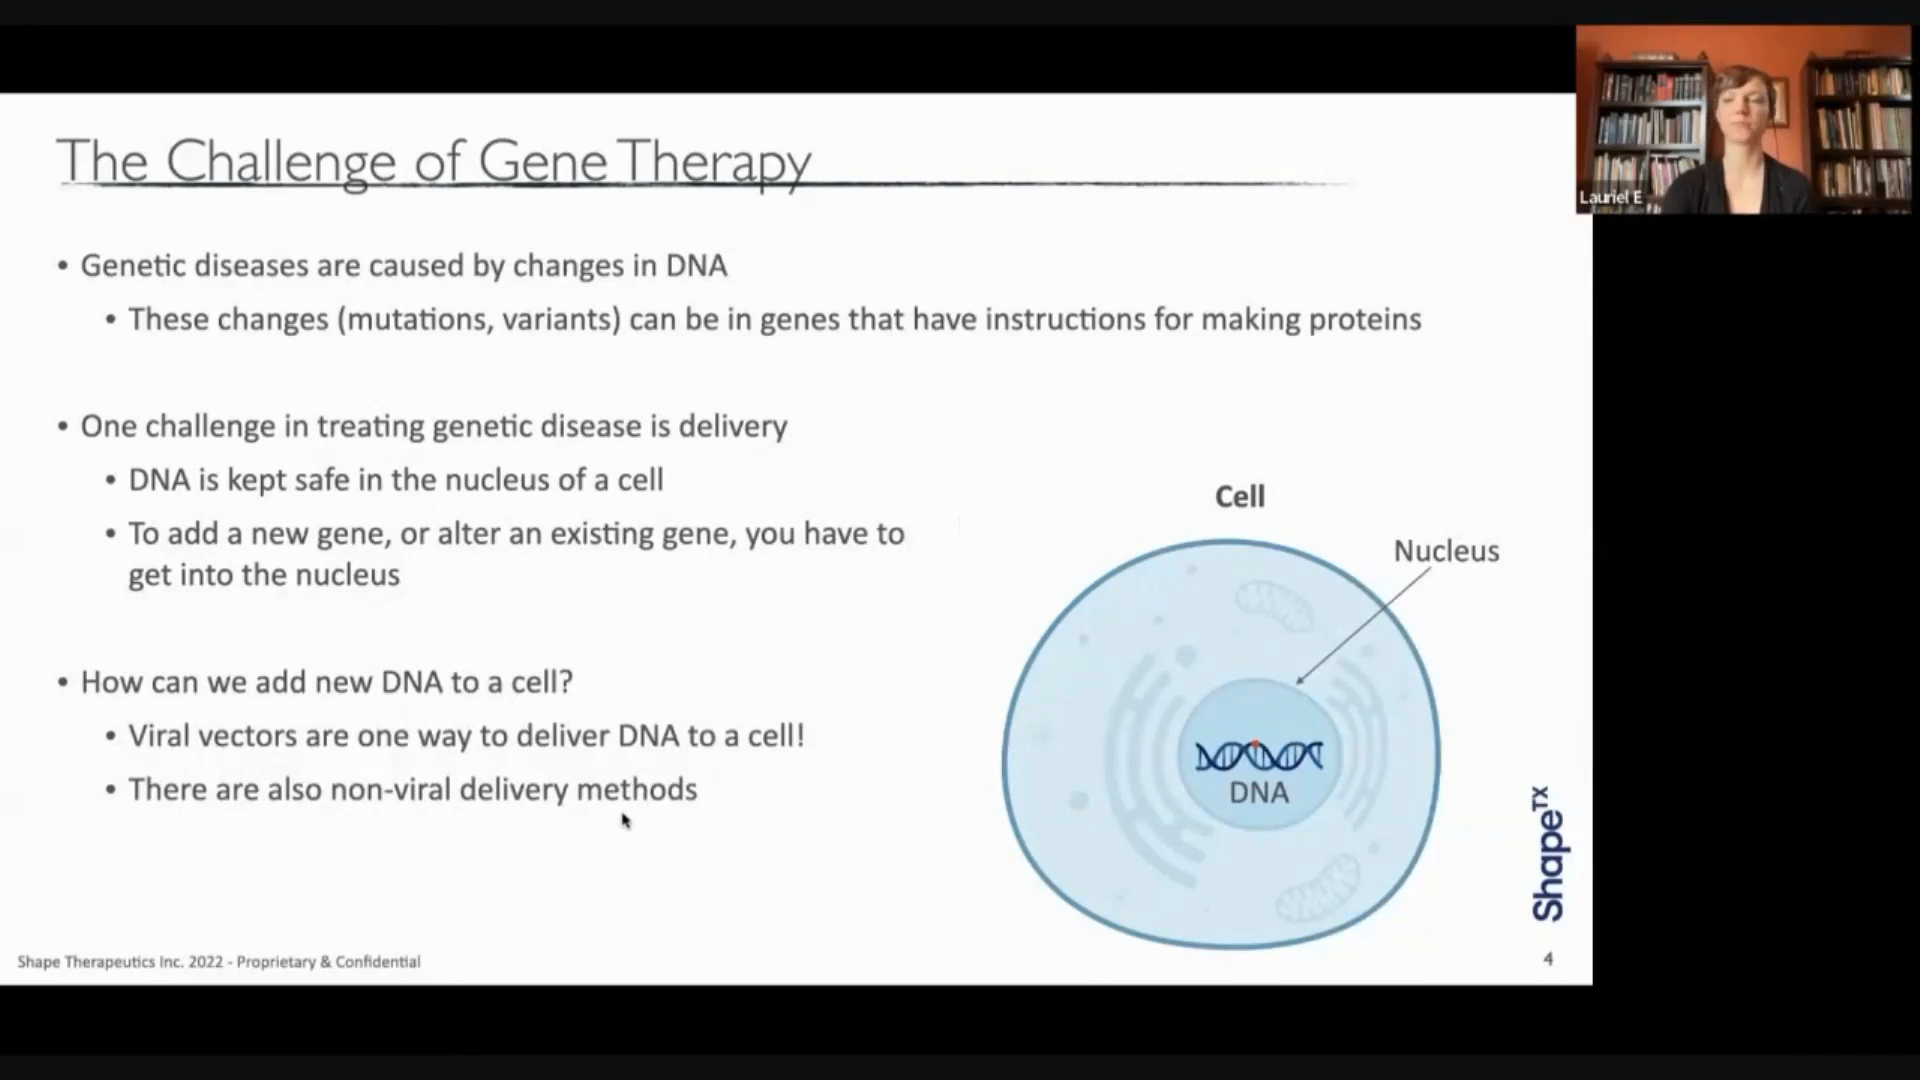 The Challenge of Gene Therapy
• Genetic diseases are caused by changes in DNA
• These changes (mutations, variants) can be in genes that have instructions for making proteins
• One challenge in treating genetic disease is delivery
• DNA is kept safe in the nucleus of a cell
• To add a new gene, or alter an existing gene, you have to
get into the nucleus
• How can we add new DNA to a cell?
• Viral vectors are one way to deliver DNA to a cell!
• There are also non-viral delivery methods
Cell
Nucleus
DNA
ShapeTX
Shape Therapeutics Inc. 2022 - Proprietary & Confidential
4
Lauriel E